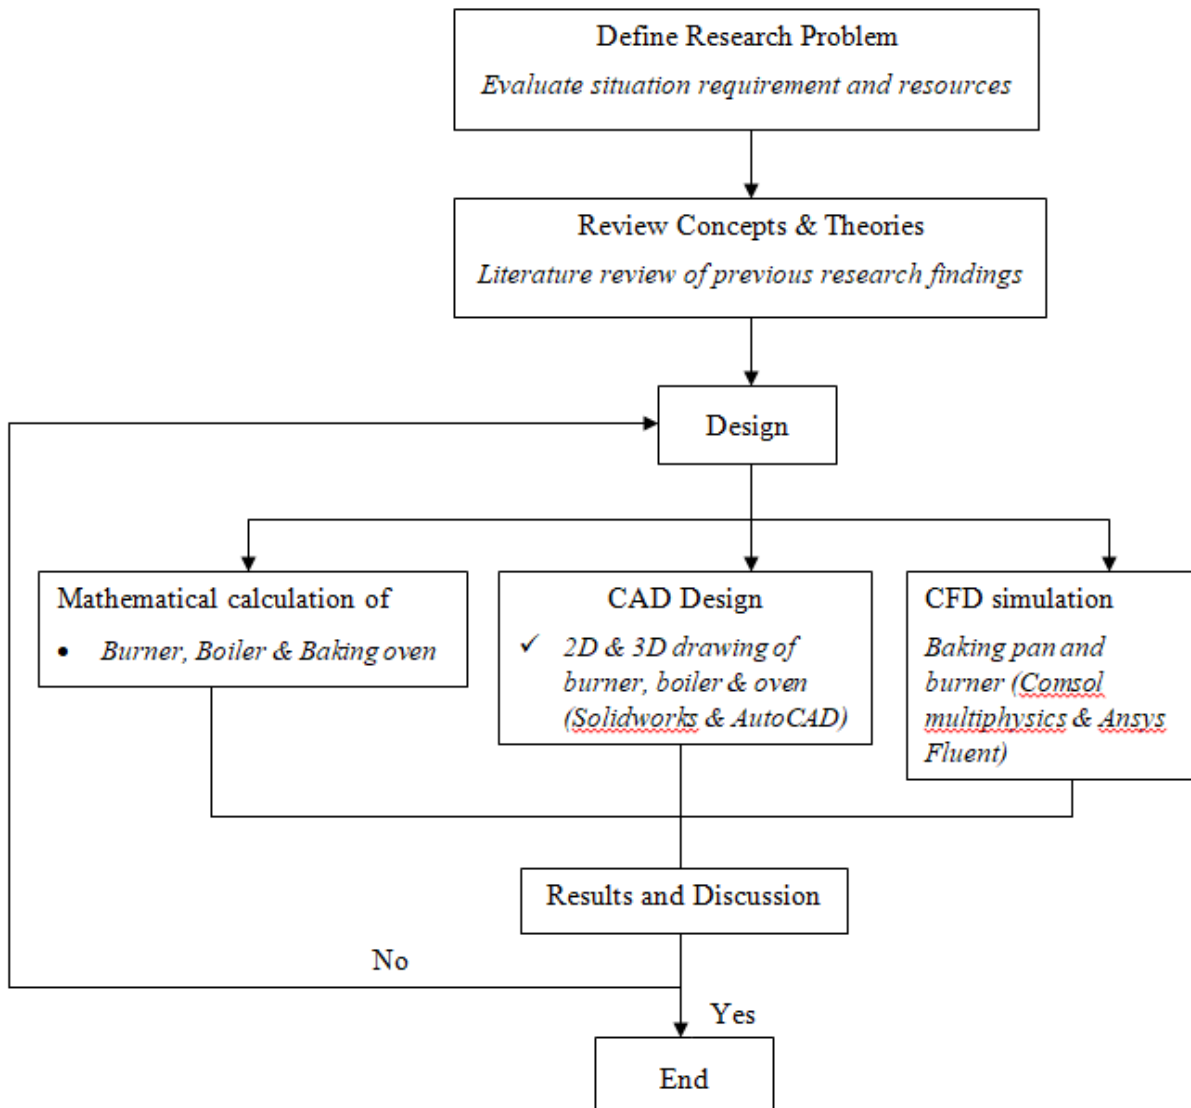 Define Research Problem
Evaluate situation requirement and resources
Review Concepts & Theories
Literature review of previous research findings
Design
Mathematical calculation of
• Burner, Boiler & Baking oven
CAD Design
✓ 2D & 3D drawing of
burner, boiler & oven
(Solidworks & AutoCAD)
CFD simulation
Baking pan and
burner (Comsol
multiphysics & Ansys
Fluent)
Results and Discussion
No
Yes
End